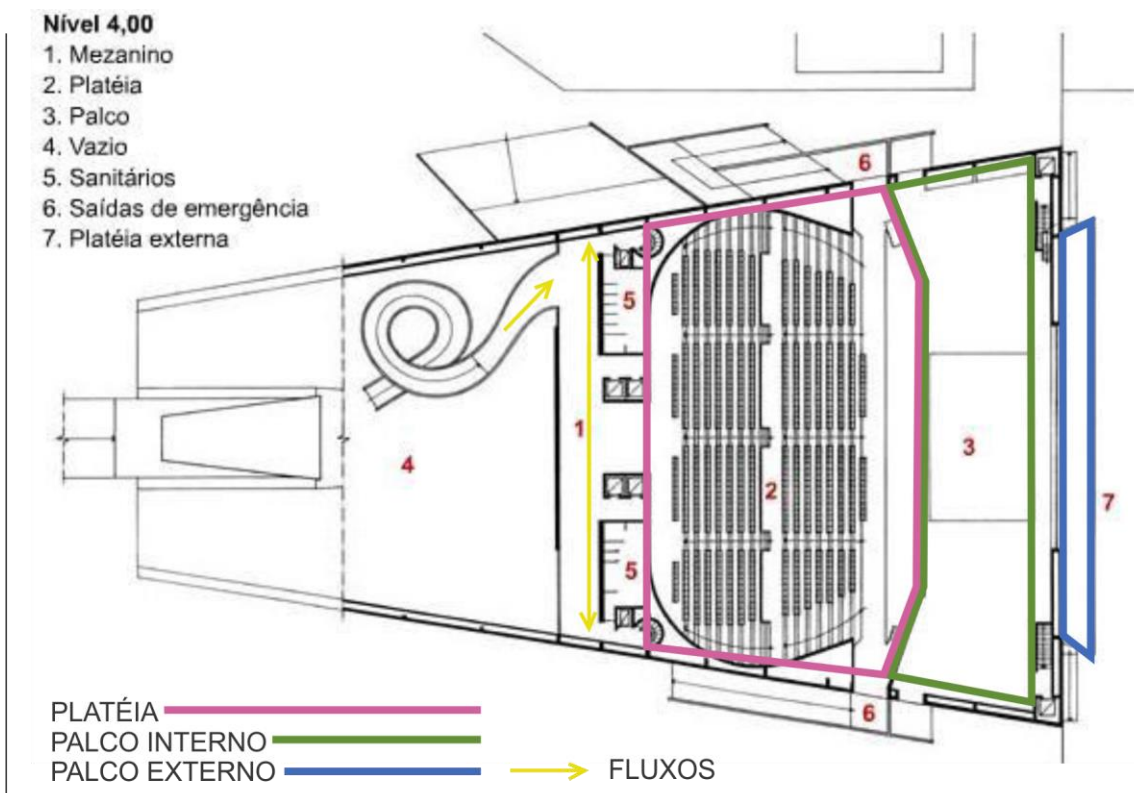 Nível 4,00
1. Mezanino
2. Platéia
3. Palco
4. Vazio
5. Sanitários
6. Saídas de emergência
7. Platéia externa
6
5
1
4
2
3
7
5
6
PLATÉIA
PALCO INTERNO
PALCO EXTERNO
FLUXOS